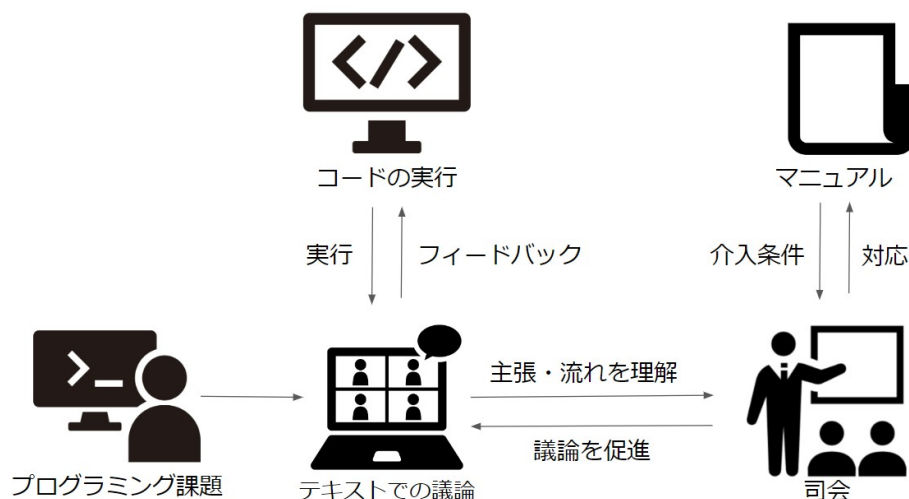 コードの実行
マニュアル
実行
フィードバック
介入条件
対応
主張・流れを理解
議論を促進
プログラミング課題
テキストでの議論
司会